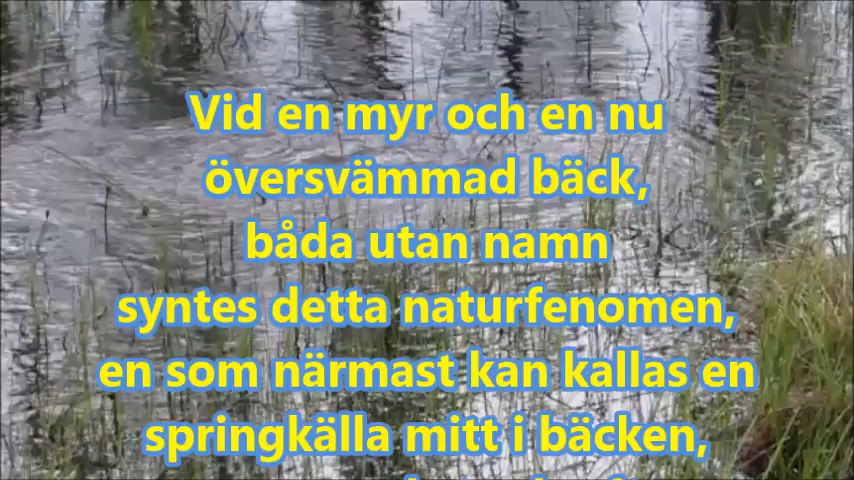 Vid en myr och en nu
översvämmad bäck,
båda utan namn
syntes detta naturfenomen,
en som närmast kan kallas en
springkälla mitt i bäcken,